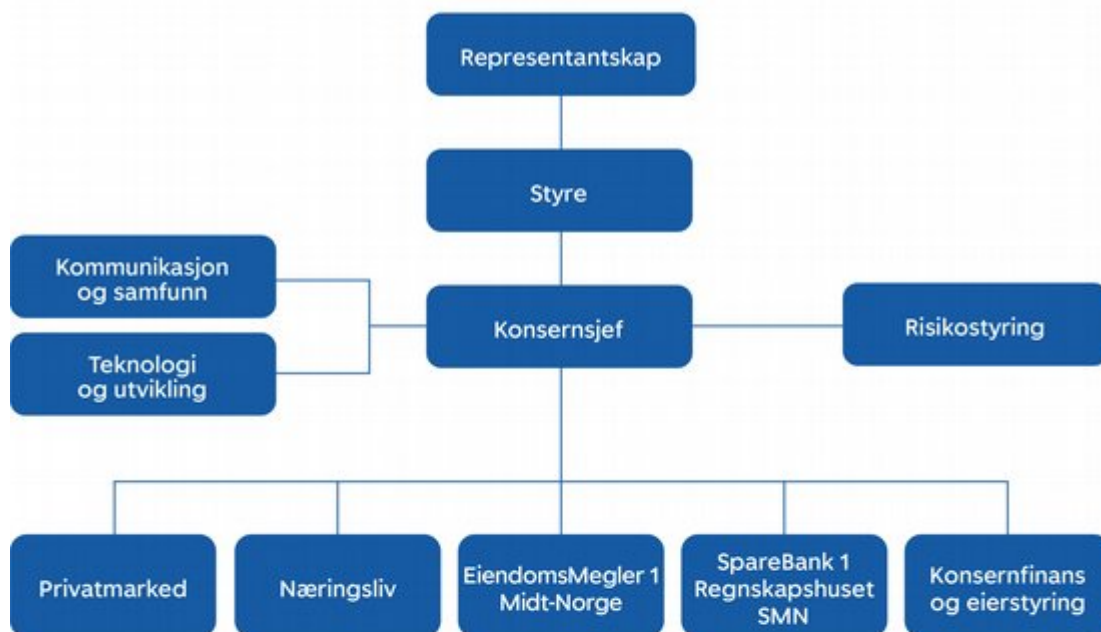 Representantskap
Styre
Kommunikasjon
og samfunn
Konsernsjef
Risikostyring
Teknologi
og utvikling
Privatmarked
Næringsliv
EiendomsMegler 1
Midt-Norge
SpareBank 1
Regnskapshuset
SMN
Konsernfinans
og eierstyring